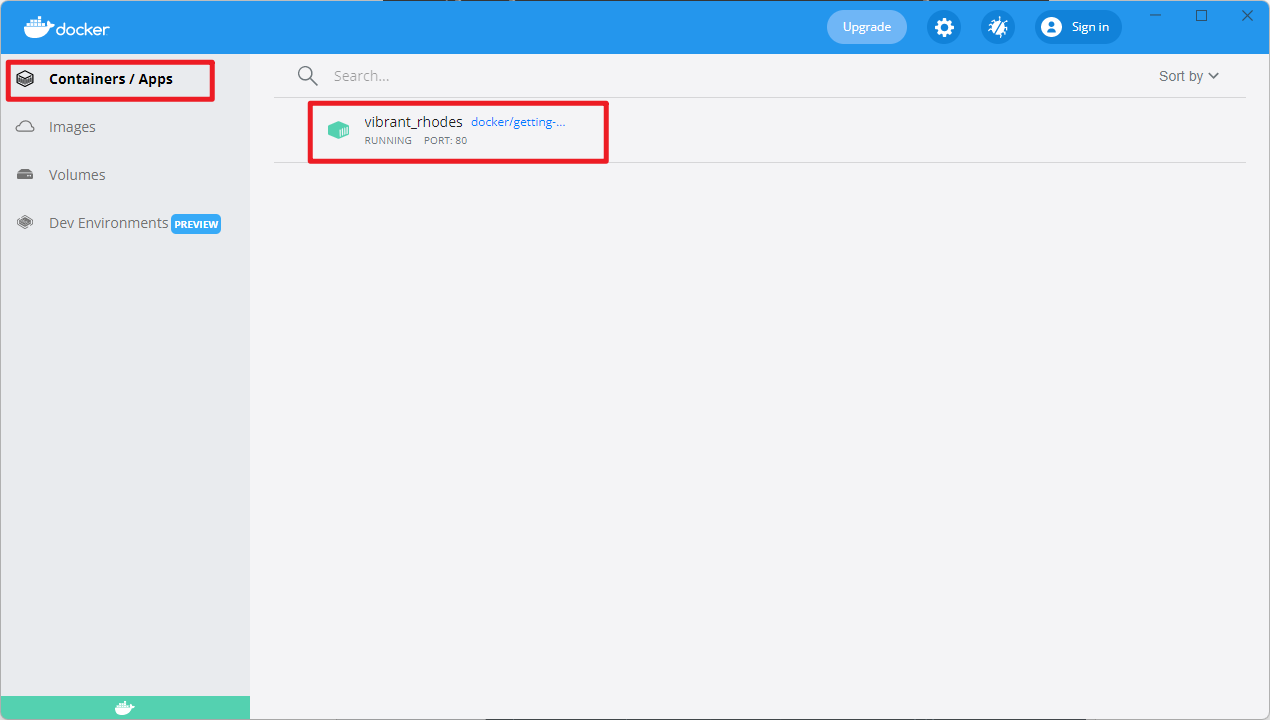 docker
Upgrade
Sign in
Containers / Apps
Images
Volumes
Dev Environments PREVIEW
Search...
Sort by
vibrant_rhodes docker/getting-...
RUNNING PORT: 80